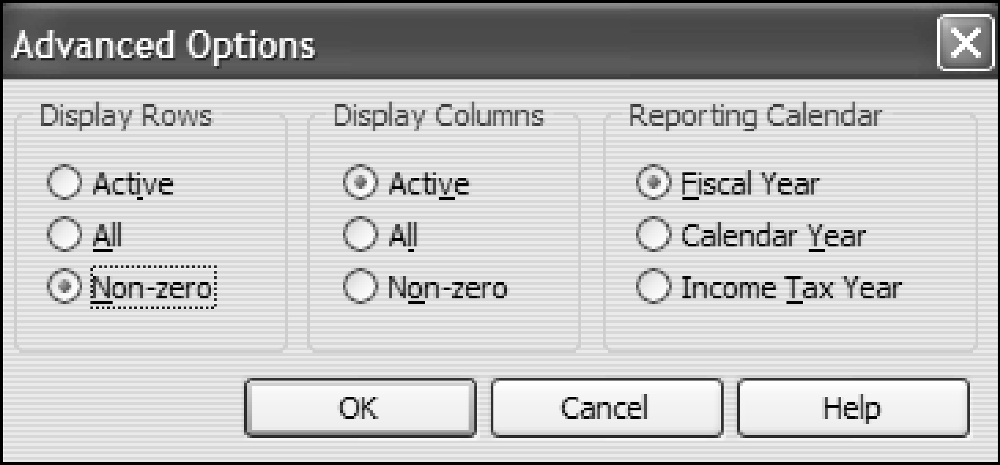 Advanced Options
Display Rows
Active
All
Non-zero
Display Columns
Active
All
Non-zero
Reporting Calendar
Fiscal Year
Calendar Year
Income Tax Year
OK
Cancel
Help